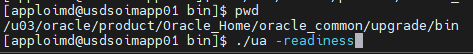 [apploimd@usdsoimapp01 bin]$ pwd
/u03/oracle/product/Oracle_Home/oracle_common/upgrade/bin
[apploimd@usdsoimapp01 bin]$ ./ua -readiness